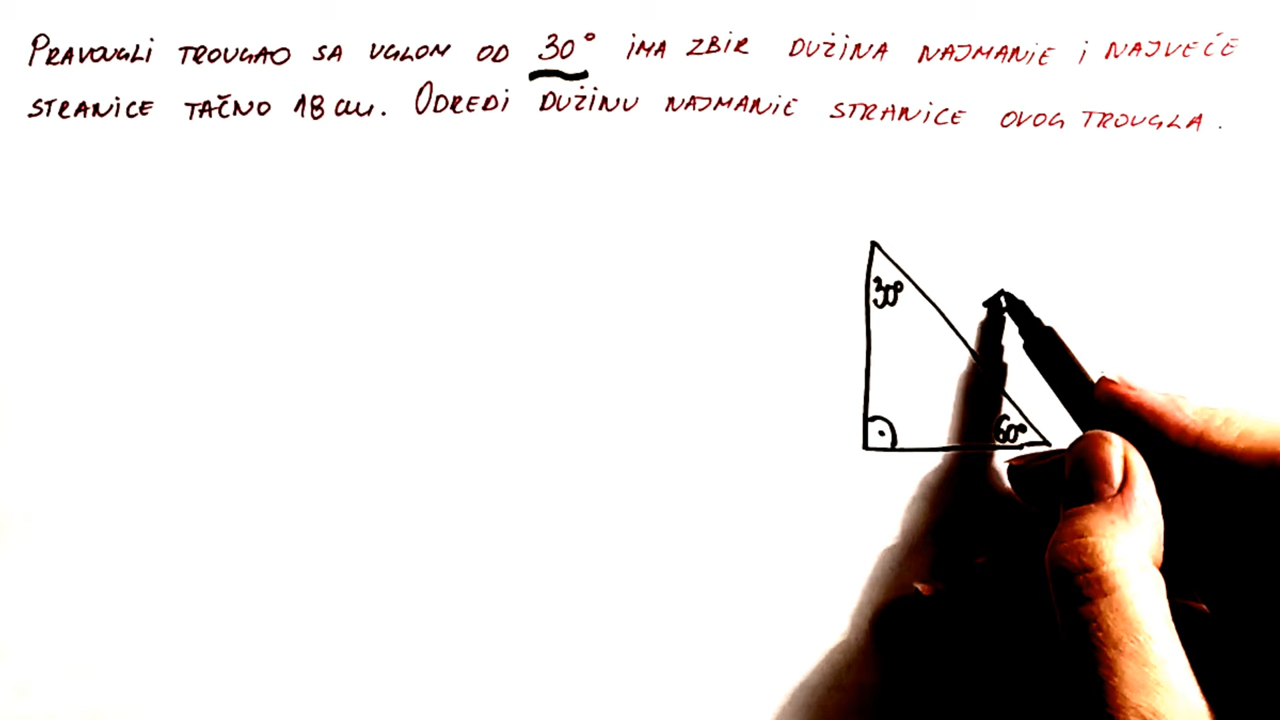 PRAVOUGLI TROUGAO SA UGLOM OD 30° IMA ZBIR DUŽINA NAJMANJE I NAJVEĆE
STRANICE TAČNO 18 cm. ODREDI DUŽINU NAJMANJE STRANICE OVOG TROUGLA.
30°
60°